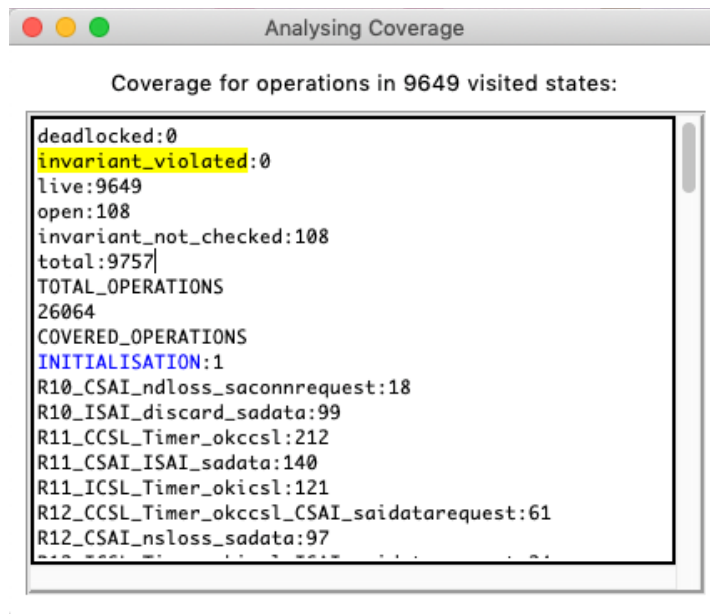 Analysing Coverage
Coverage for operations in 9649 visited states:
deadlocked:0
invariant_violated:0
live:9649
open:108
invariant_not_checked:108
total:9757
TOTAL_OPERATIONS
26064
COVERED_OPERATIONS
INITIALISATION:1
R10_CSAI_ndloss_saconnrequest:18
R10_ISAI_discard_sadata:99
R11_CCSL_Timer_okccsl:212
R11_CSAI_ISAI_sadata:140
R11_ICSL_Timer_okicsl:121
R12_CCSL_Timer_okccsl_CSAI_saidatarequest:61
R12_CSAI_nsloss_sadata:97